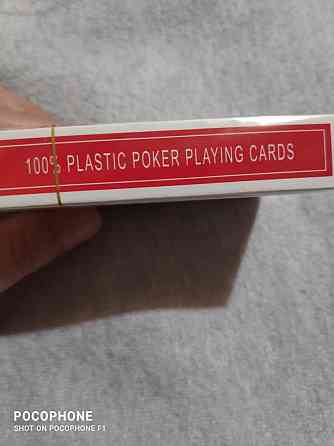 100% PLASTIC POKER PLAYING CARDS
POCOPHONE
SHOT ON POCOPHONE F1